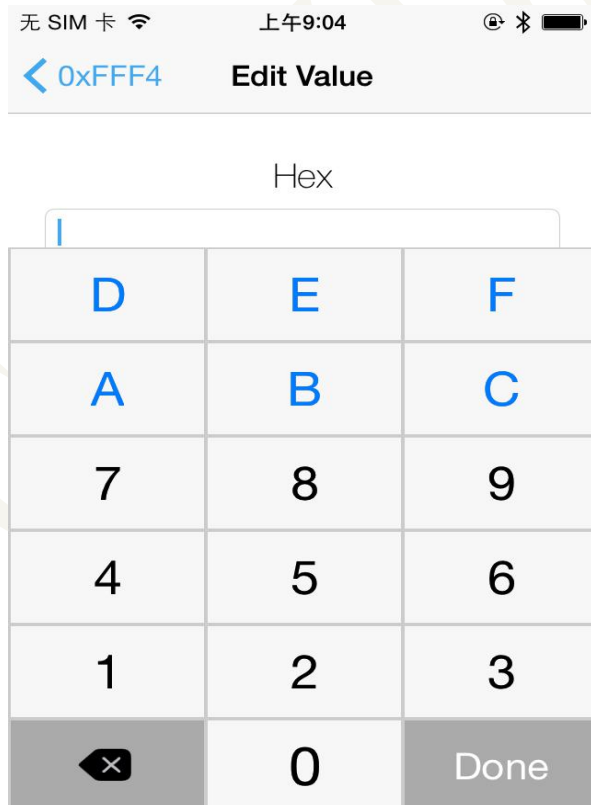 无 SIM 卡 上午9:04
0xFFF4 Edit Value
Hex
D E F
A B C
7 8 9
4 5 6
1 2 3
0 Done